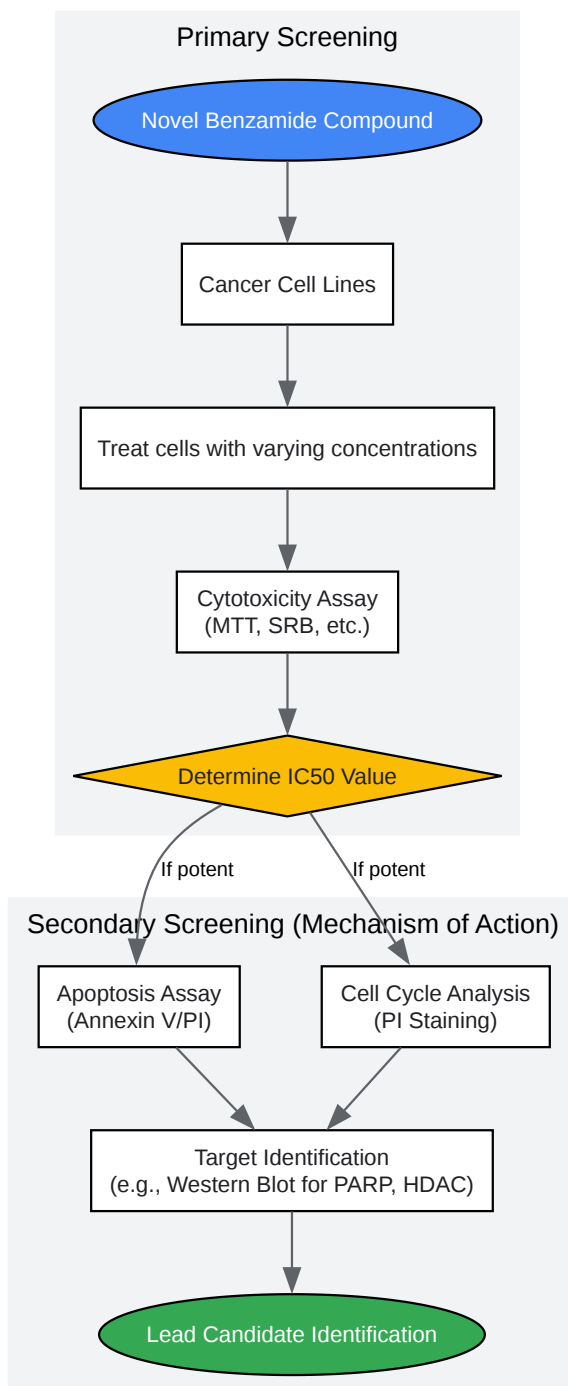 Primary Screening
Novel Benzamide Compound
Cancer Cell Lines
Treat cells with varying concentrations
Cytotoxicity Assay
(MTT, SRB, etc.)
Determine IC50 Value
If potent
If potent
Secondary Screening (Mechanism of Action)
Apoptosis Assay
(Annexin V/PI)
Cell Cycle Analysis
(PI Staining)
Target Identification
(e.g., Western Blot for PARP, HDAC)
Lead Candidate Identification